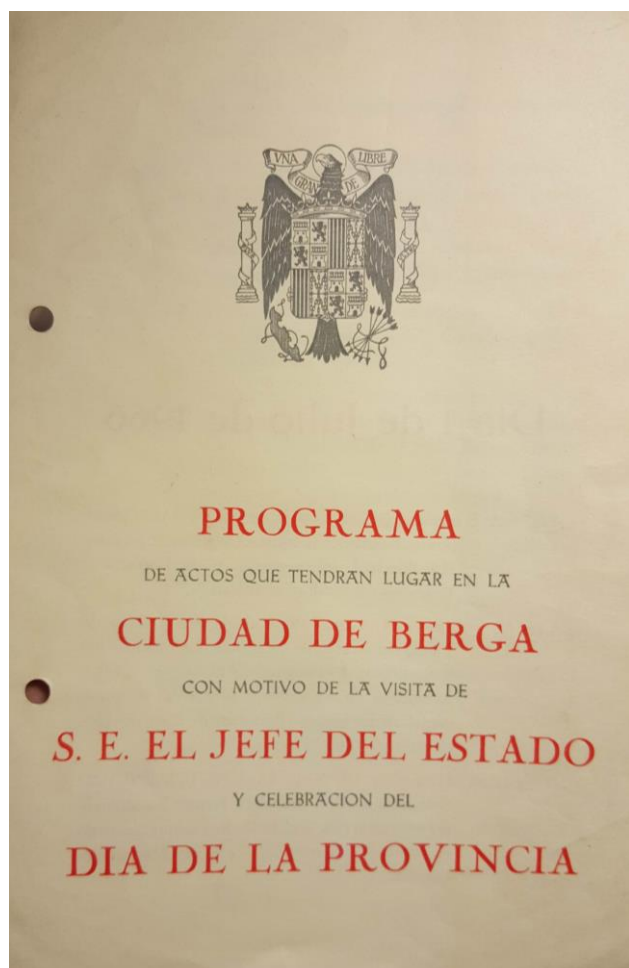 UNA
GRANDE
LIBRE
PROGRAMA
DE ACTOS QUE TENDRAN LUGAR EN LA
CIUDAD DE BERGA
CON MOTIVO DE LA VISITA DE
S. E. EL JEFE DEL ESTADO
Y CELEBRACION DEL
DIA DE LA PROVINCIA